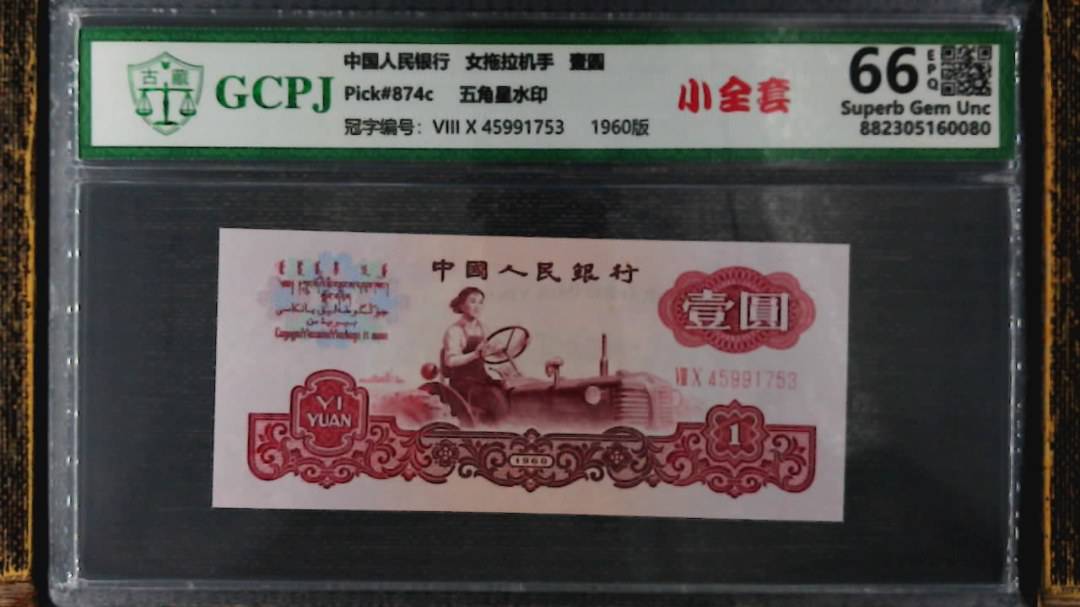 古藏
GCPJ
中国人民银行 女拖拉机手 壹圆
Pick#874c 五角星水印
冠字编号: VIII X 45991753 1960版
小全套
66 EPQ
Superb Gem Unc
882305160080
中國人民銀行
壹圓
VIII X 45991753
YI
YUAN
1
1960